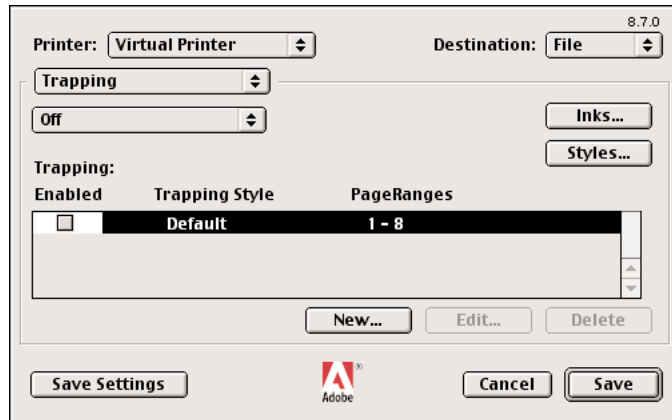 8.7.0
Printer: Virtual Printer Destination: File
Trapping
Off Inks...
Styles...
Trapping:
Enabled Trapping Style PageRanges
Default 1 - 8
New... Edit... Delete
Save Settings Adobe ® Cancel Save